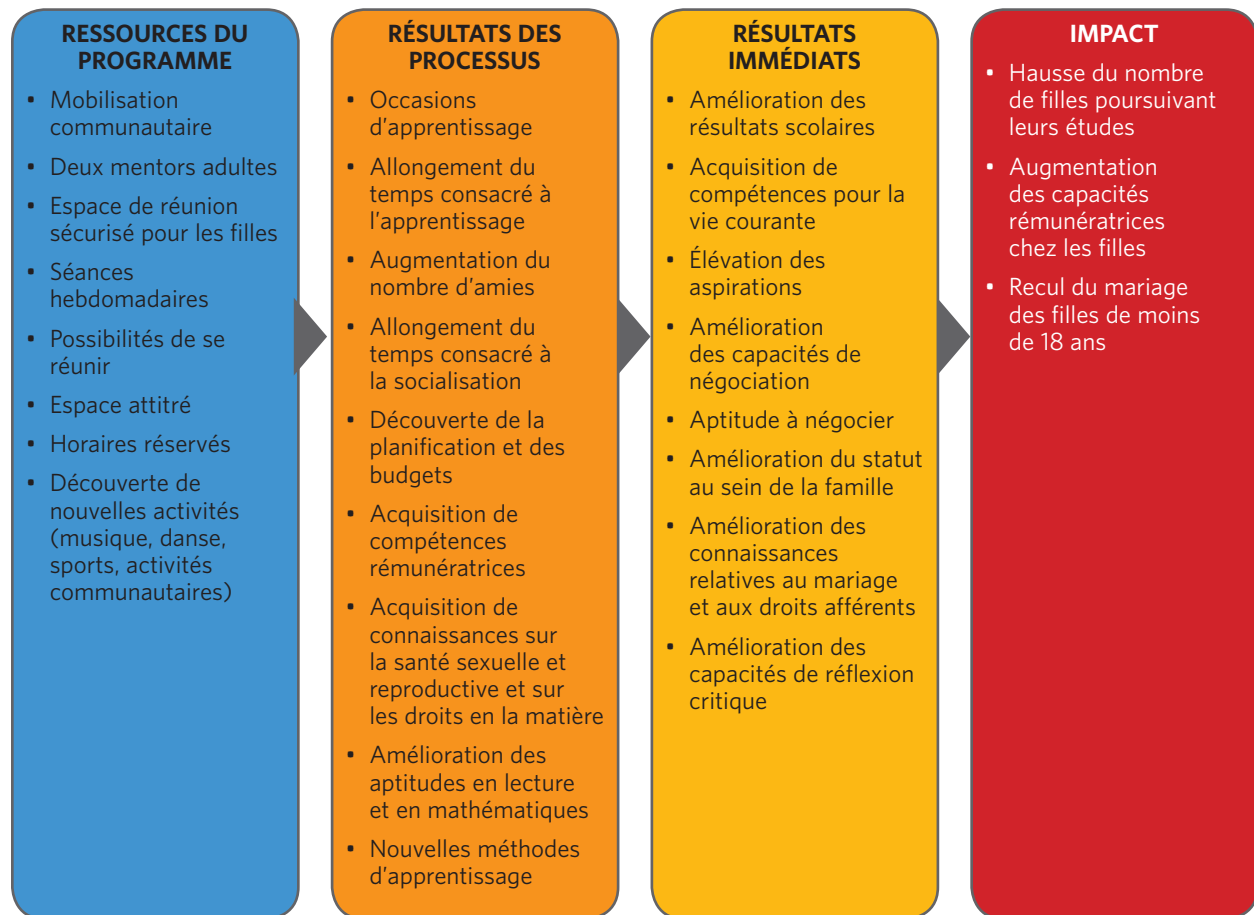 RESSOURCES DU
PROGRAMME
• Mobilisation
communautaire
• Deux mentors adultes
• Espace de réunion
sécurisé pour les filles
• Séances
hebdomadaires
• Possibilités de se
réunir
• Espace attitré
• Horaires réservés
• Découverte de
nouvelles activités
(musique, danse,
sports, activités
communautaires)
RÉSULTATS DES
PROCESSUS
• Occasions
d’apprentissage
• Allongement du
temps consacré à
l’apprentissage
• Augmentation du
nombre d’amies
• Allongement du
temps consacré à
la socialisation
• Découverte de la
planification et des
budgets
• Acquisition de
compétences
rémunératrices
• Acquisition de
connaissances sur
la santé sexuelle et
reproductive et sur
les droits en la matière
• Amélioration des
aptitudes en lecture
et en mathématiques
• Nouvelles méthodes
d’apprentissage
RÉSULTATS
IMMÉDIATS
• Amélioration des
résultats scolaires
• Acquisition de
compétences pour la
vie courante
• Élévation des
aspirations
• Amélioration
des capacités de
négociation
• Aptitude à négocier
• Amélioration du statut
au sein de la famille
• Amélioration des
connaissances
relatives au mariage
et aux droits afférents
• Amélioration des
capacités de réflexion
critique
IMPACT
• Hausse du nombre
de filles poursuivant
leurs études
• Augmentation
des capacités
rémunératrices
chez les filles
• Recul du mariage
des filles de moins
de 18 ans